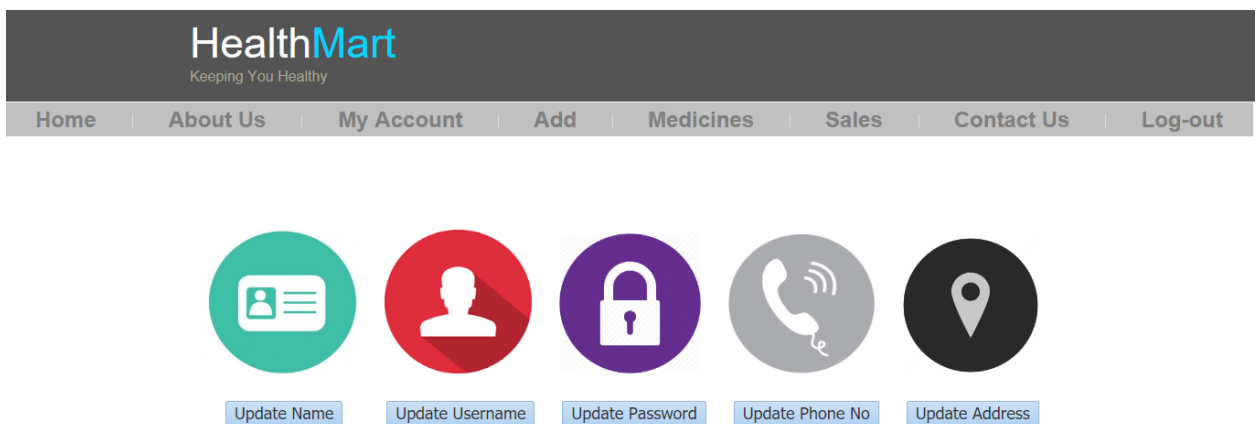 HealthMart
Keeping You Healthy
Home About Us My Account Add Medicines Sales Contact Us Log-out
Update Name Update Username Update Password Update Phone No Update Address